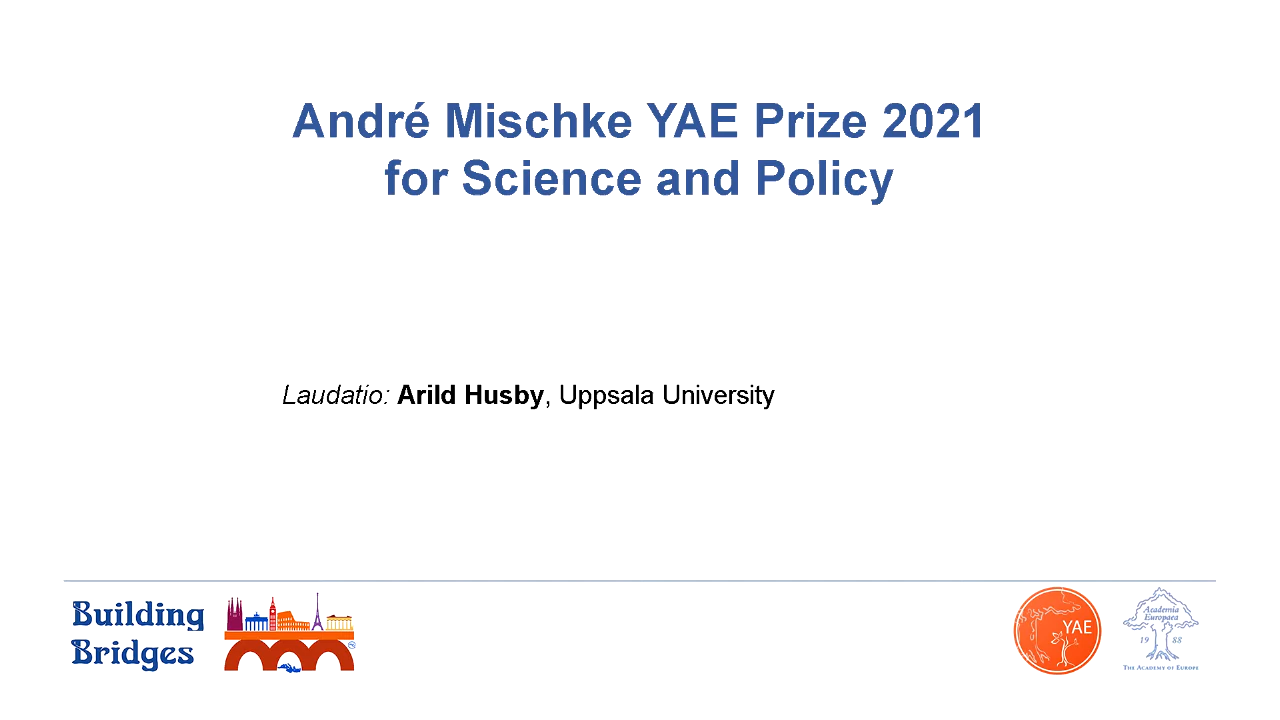 André Mischke YAE Prize 2021
for Science and Policy
Laudatio: Arild Husby, Uppsala University
Building
Bridges
YAE
Academia
Europaea
19 88
The Academy of Europe